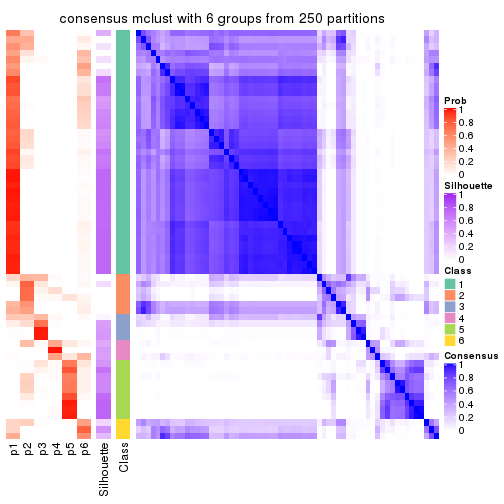 consensus mclust with 6 groups from 250 partitions
Prob
1
0.8
0.6
0.4
0.2
0
Silhouette
1
0.8
0.6
0.4
0.2
0
Class
1
2
3
4
5
6
Consensus
1
0.8
0.6
0.4
0.2
0
p1
p2
p3
p4
p5
p6
Silhouette
Class